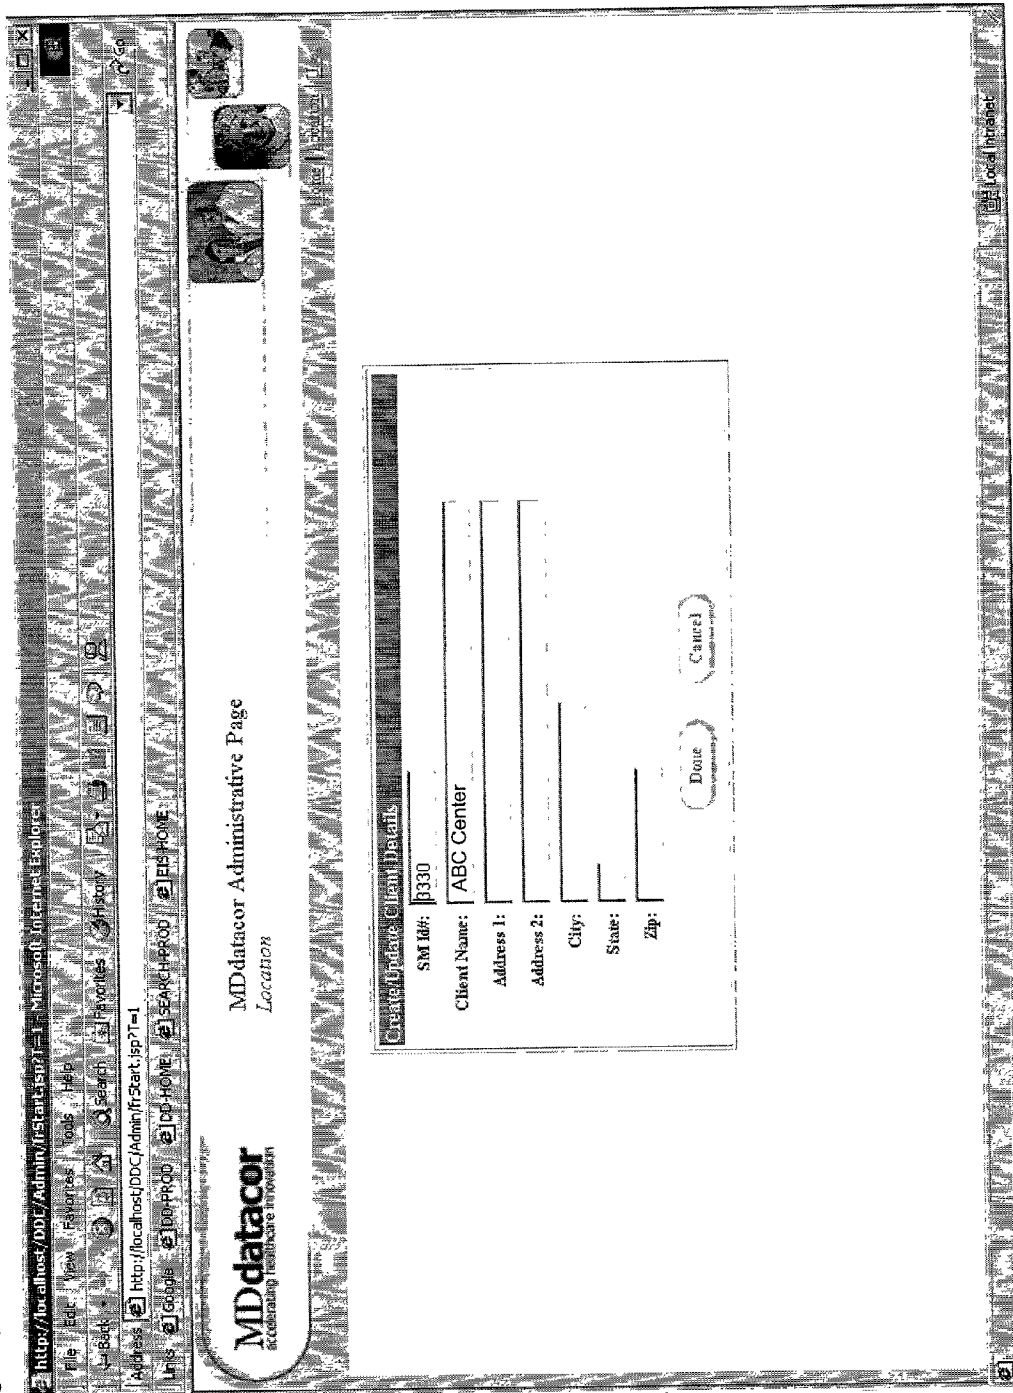 http://localhost/DDC/Admin/frStart.jsp?T=1 - Microsoft Internet Explorer
File Edit View Favorites Tools Help
Back Search Favorites History
Address http://localhost/DDC/Admin/frStart.jsp?T=1 Go
Links Google DD-PROD DD-HOME SEARCH-PROD EIS-HOME
MDdatacor
accelerating healthcare innovation
MDdatacor Administrative Page
Location
Create/Update Client Details
SM Id#: 3330
Client Name: ABC Center
Address 1:
Address 2:
City:
State:
Zip:
Done Cancel
Local intranet